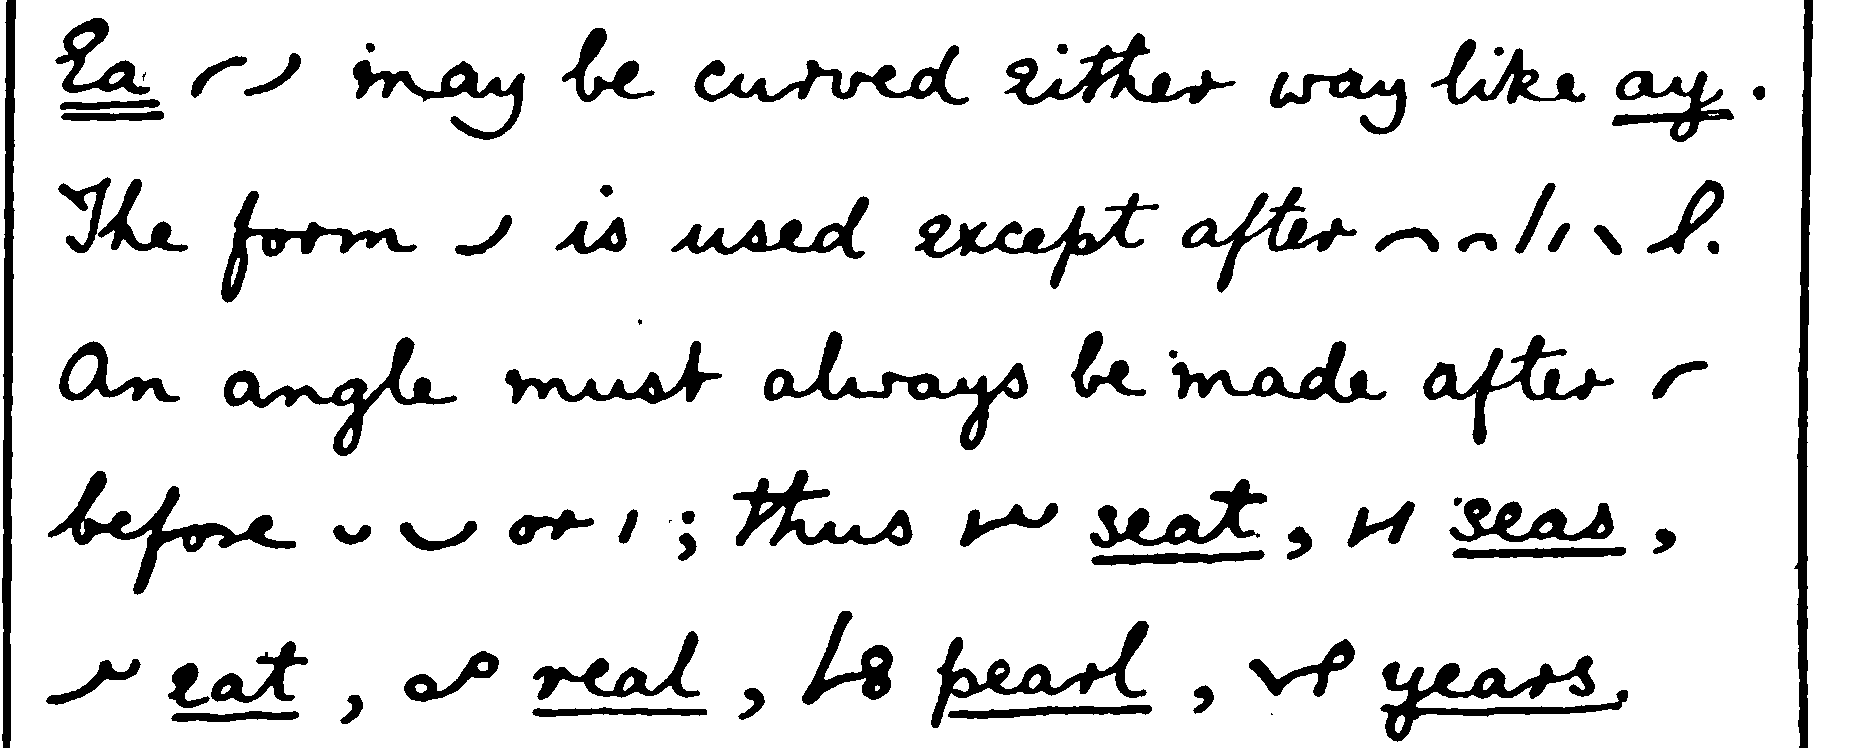 Ea may be curved either way like ay.
The form is used except after .
An angle must always be made after
before or ; thus seat, seas,
eat, real, pearl, years.